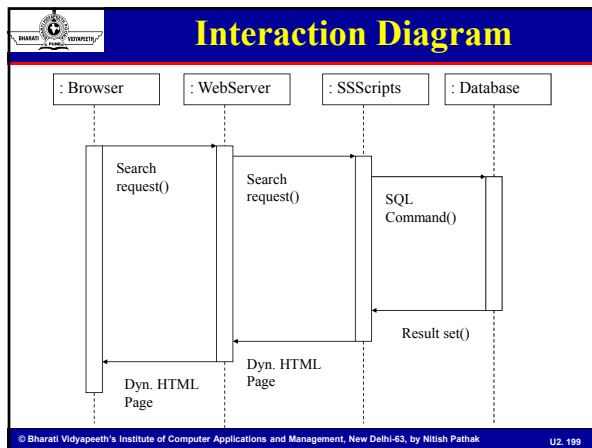 BHARATI
VIDYAPEETH
PUNE
Interaction Diagram
: Browser
: WebServer
: SSScripts
: Database
Search
request()
Search
request()
SQL
Command()
Result set()
Dyn. HTML
Page
Dyn. HTML
Page
© Bharati Vidyapeeth's Institute of Computer Applications and Management, New Delhi-63, by Nitish Pathak
U2. 199